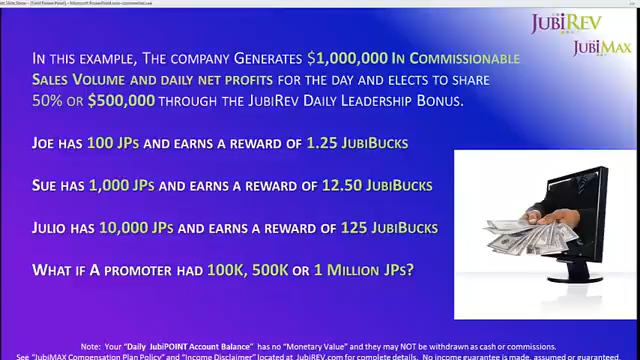 JUBIREV
JUBIMAX
IN THIS EXAMPLE, THE COMPANY GENERATES $1,000,000 IN COMMISSIONABLE
SALES VOLUME AND DAILY NET PROFITS FOR THE DAY AND ELECTS TO SHARE
50% OR $500,000 THROUGH THE JUBIREV DAILY LEADERSHIP BONUS.
JOE HAS 100 JPS AND EARNS A REWARD OF 1.25 JUBIBUCKS
SUE HAS 1,000 JPS AND EARNS A REWARD OF 12.50 JUBIBUCKS
JULIO HAS 10,000 JPS AND EARNS A REWARD OF 125 JUBIBUCKS
WHAT IF A PROMOTER HAD 100K, 500K OR 1 MILLION JPS?
Note: Your "Daily JubiPOINT Account Balance" has no "Monetary Value" and they may NOT be withdrawn as cash or commissions.
See "JubiMAX Compensation Plan Policy" and "Income Disclaimer" located at JubiREV.com for complete details. No income guarantee is made, assumed or guaranteed.